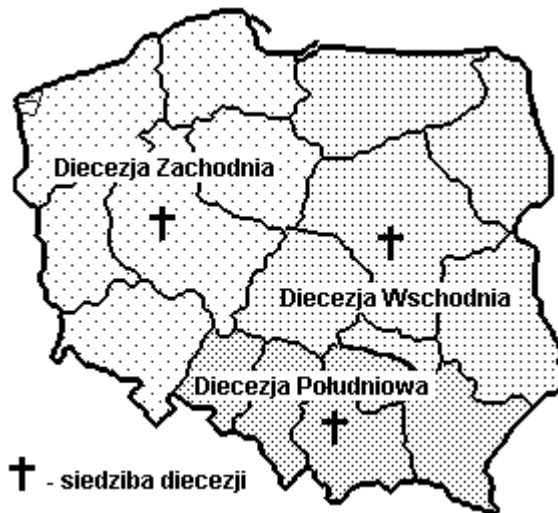 Diecezja Zachodnia
Diecezja Wschodnia
Diecezja Południowa
- siedziba diecezji